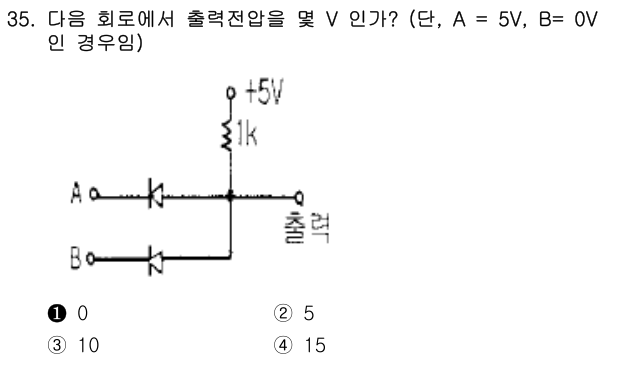 35. 다음 회로에서 출력전압을 몇 V 인가? (단, A = 5V, B= 0V
인 경우임)
+5V
1k
A
출력
B
❶ 0 ② 5
③ 10 ④ 15